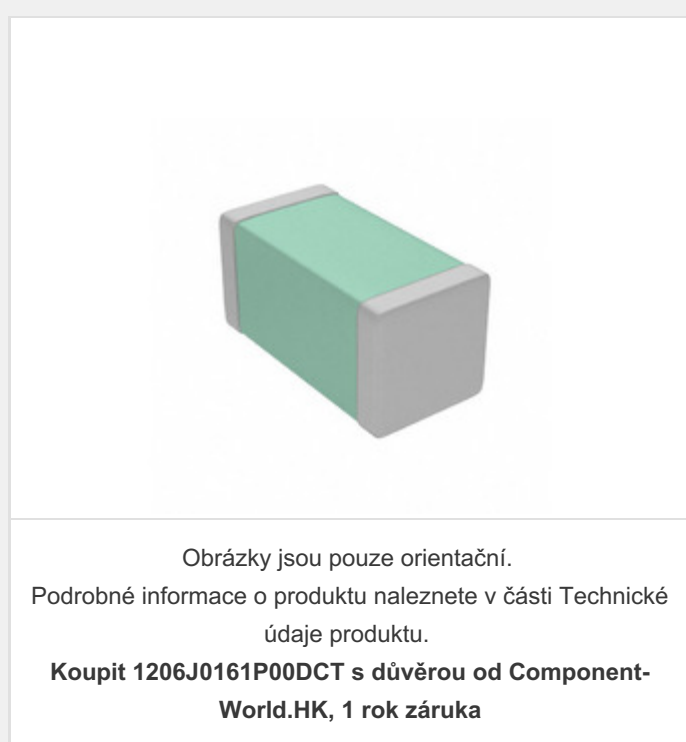 Obrázky jsou pouze orientační.
Podrobné informace o produktu naleznete v části Technické
údaje produktu.
Koupit 1206J0161P00DCT s důvěrou od Component-
World.HK, 1 rok záruka